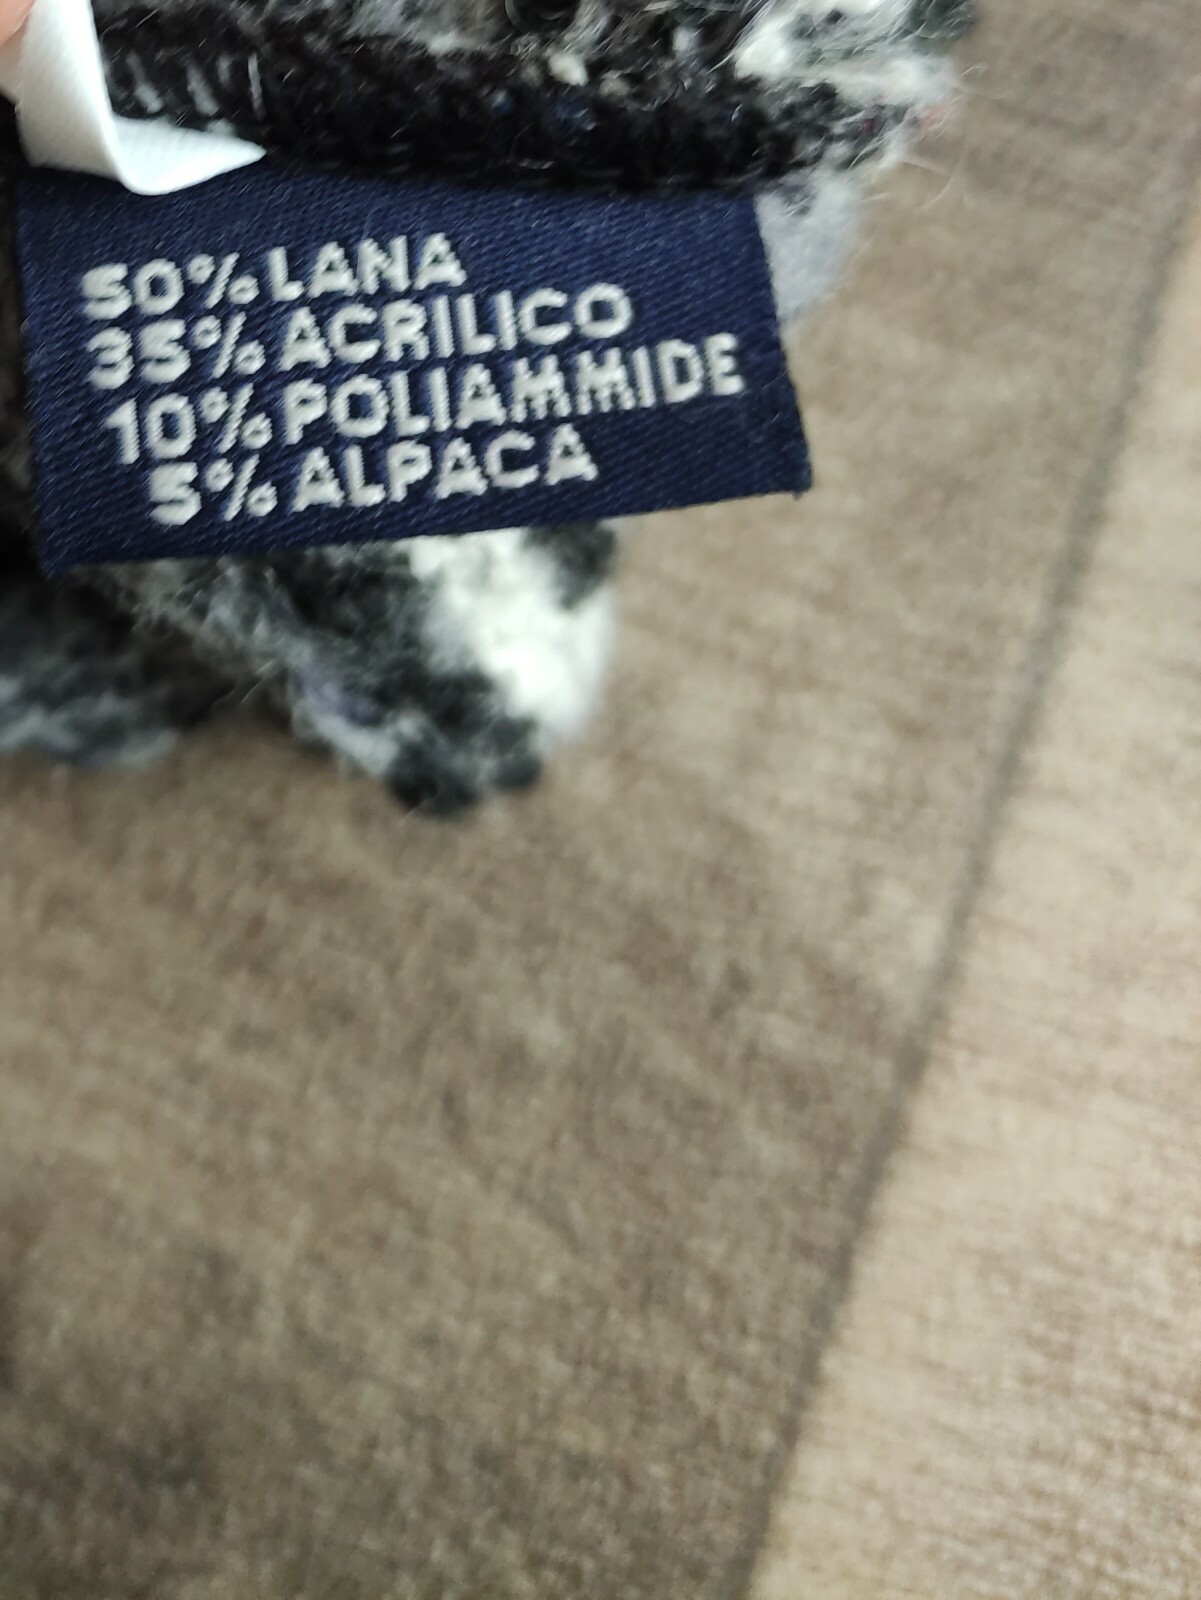 50% LANA
35% ACRILICO
10% POLIAMMIDE
5% ALPACA